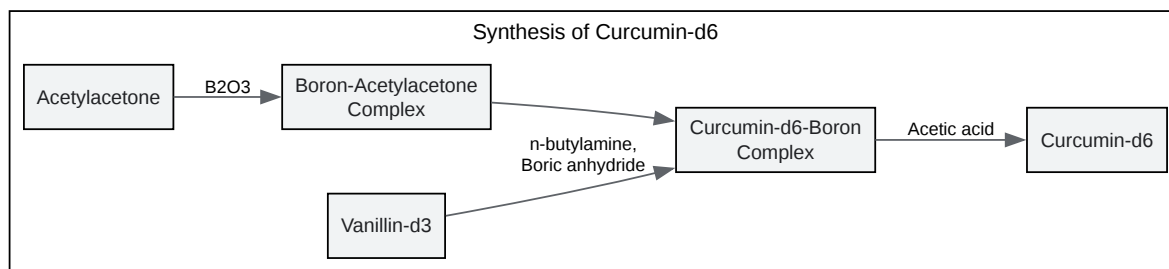 Synthesis of Curcumin-d6
Acetylacetone
B2O3
Boron-Acetylacetone
Complex
n-butylamine,
Boric anhydride
Vanillin-d3
Curcumin-d6-Boron
Complex
Acetic acid
Curcumin-d6